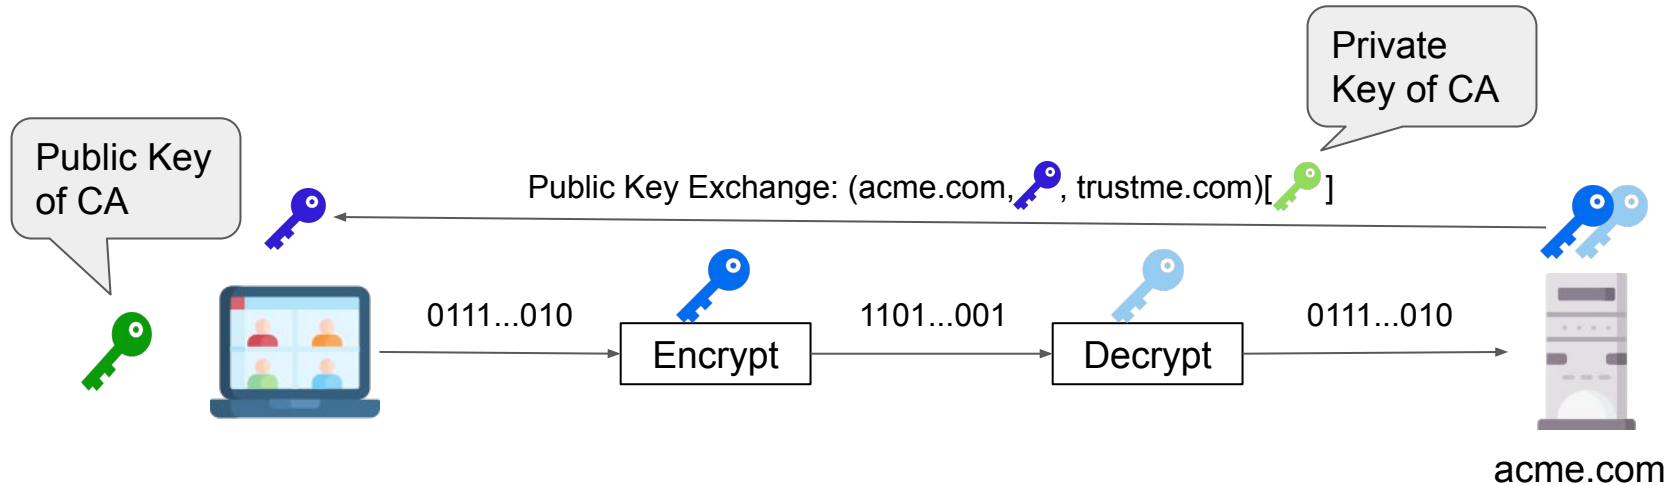 Private
Key of CA
Public Key
of CA
Public Key Exchange: (acme.com, , trustme.com)[ ]
0111...010
1101...001
0111...010
Encrypt
Decrypt
acme.com